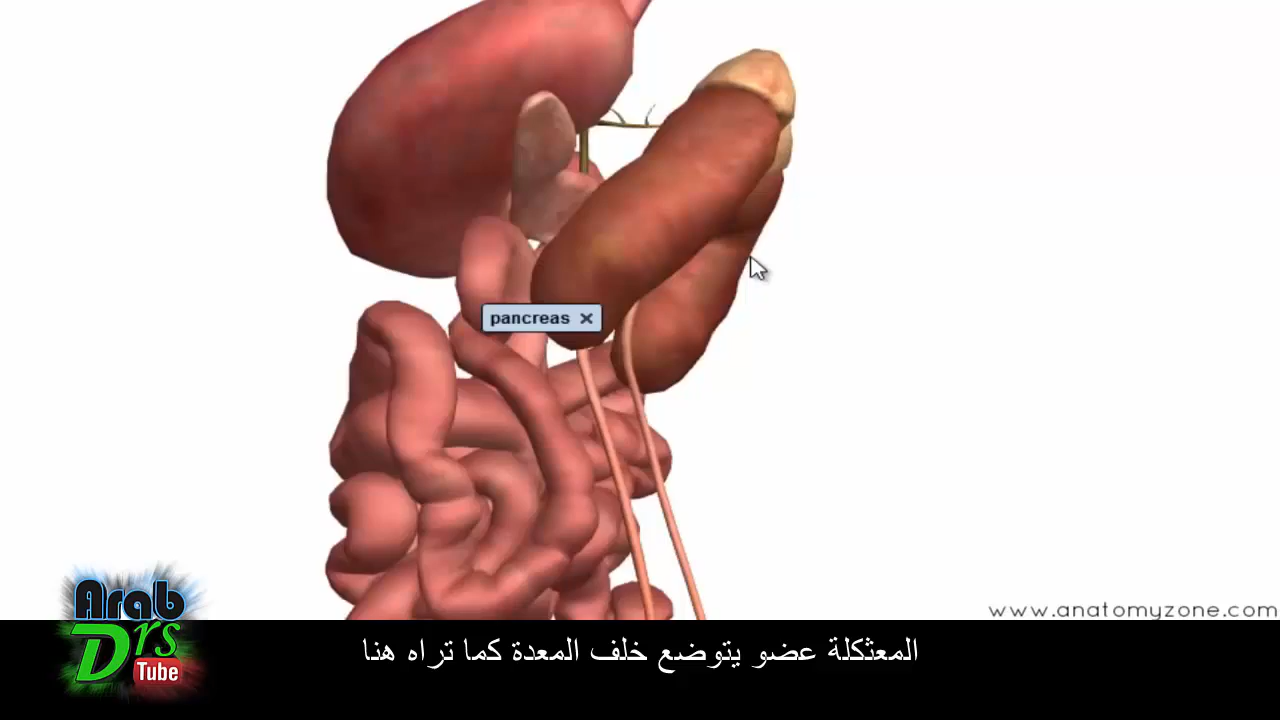 pancreas
www.anatomyzone.com
Arab
Drs
Tube
المعثكلة عضو يتوضع خلف المعدة كما تراه هنا